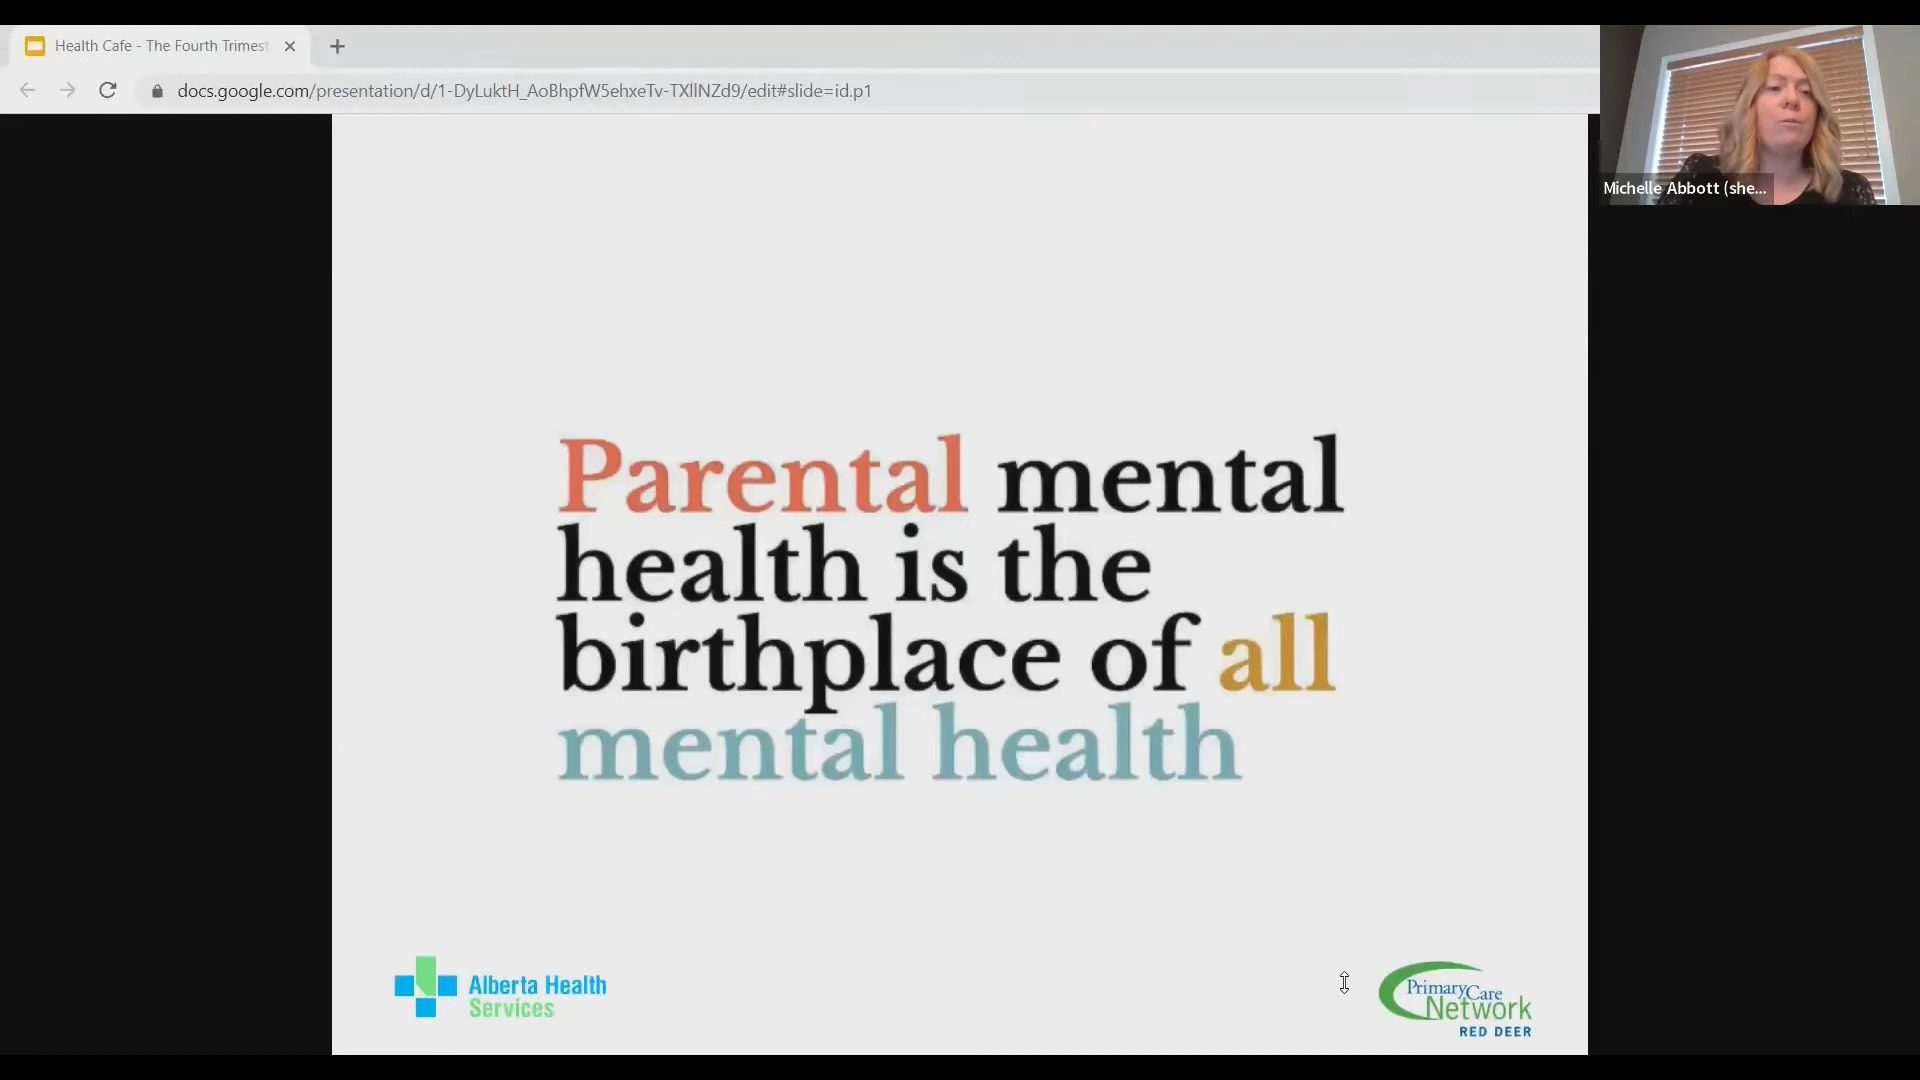 Health Cafe - The Fourth Trimest
docs.google.com/presentation/d/1-DyLuktH_AoBhpfW5ehxeTv-TXllNZd9/edit#slide=id.p1
Michelle Abbott (she...
Parental mental
health is the
birthplace of all
mental health
Alberta Health
Services
PrimaryCare
Network
RED DEER